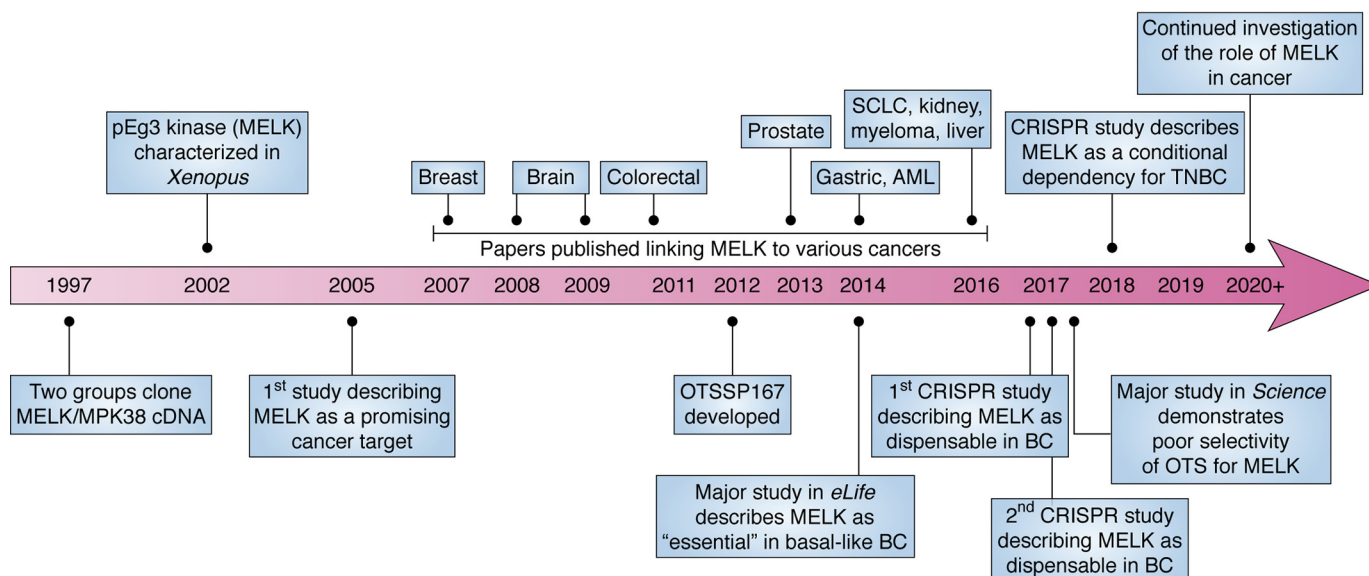 Continued investigation
of the role of MELK
in cancer
pEg3 kinase (MELK)
characterized in
Xenopus
Breast
Brain
Colorectal
Prostate
SCLC, kidney,
myeloma, liver
Gastric, AML
CRISPR study describes
MELK as a conditional
dependency for TNBC
Papers published linking MELK to various cancers
1997 2002 2005 2007 2008 2009 2011 2012 2013 2014 2016 2017 2018 2019 2020+
Two groups clone
MELK/MPK38 cDNA
1st study describing
MELK as a promising
cancer target
OTSSP167
developed
Major study in eLife
describes MELK as
“essential” in basal-like BC
1st CRISPR study
describing MELK as
dispensable in BC
2nd CRISPR study
describing MELK as
dispensable in BC
Major study in Science
demonstrates
poor selectivity
of OTS for MELK